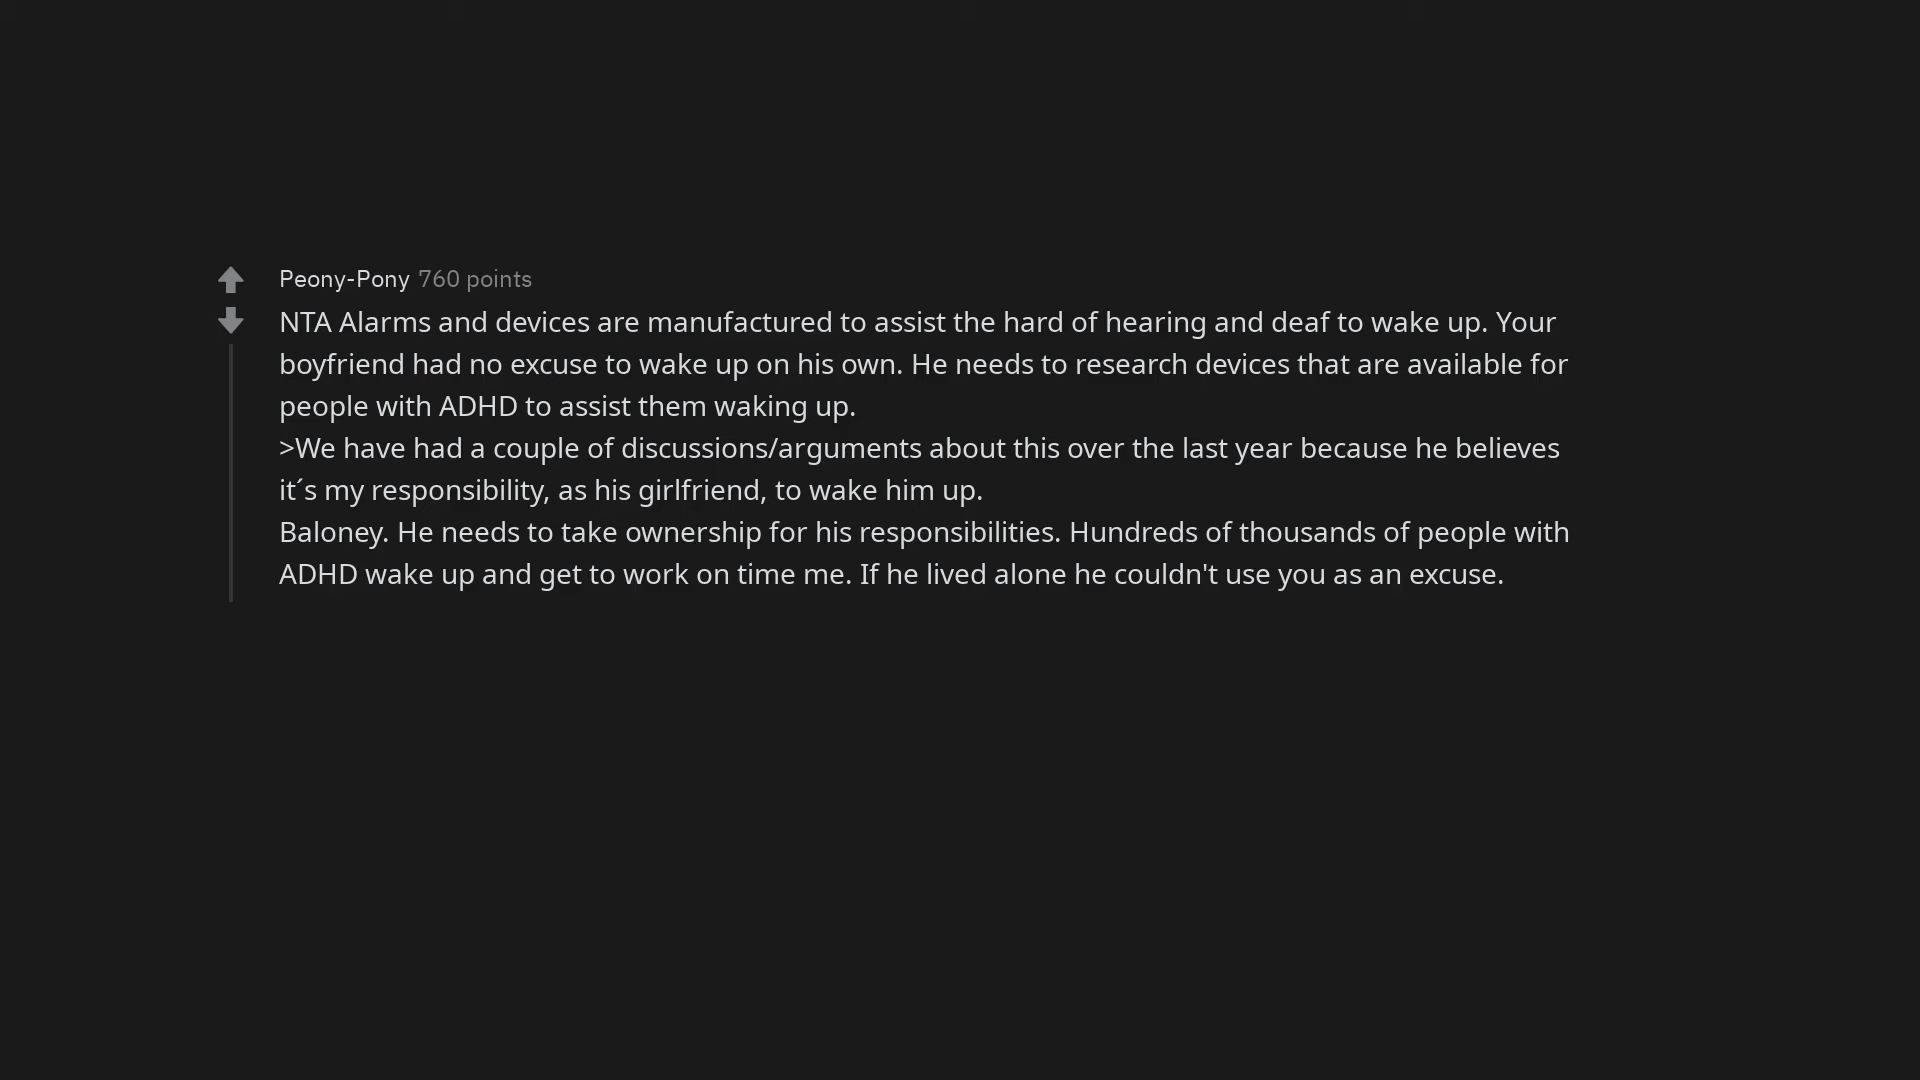 Peony-Pony 760 points
NTA Alarms and devices are manufactured to assist the hard of hearing and deaf to wake up. Your
boyfriend had no excuse to wake up on his own. He needs to research devices that are available for
people with ADHD to assist them waking up.
>We have had a couple of discussions/arguments about this over the last year because he believes
it´s my responsibility, as his girlfriend, to wake him up.
Baloney. He needs to take ownership for his responsibilities. Hundreds of thousands of people with
ADHD wake up and get to work on time me. If he lived alone he couldn't use you as an excuse.